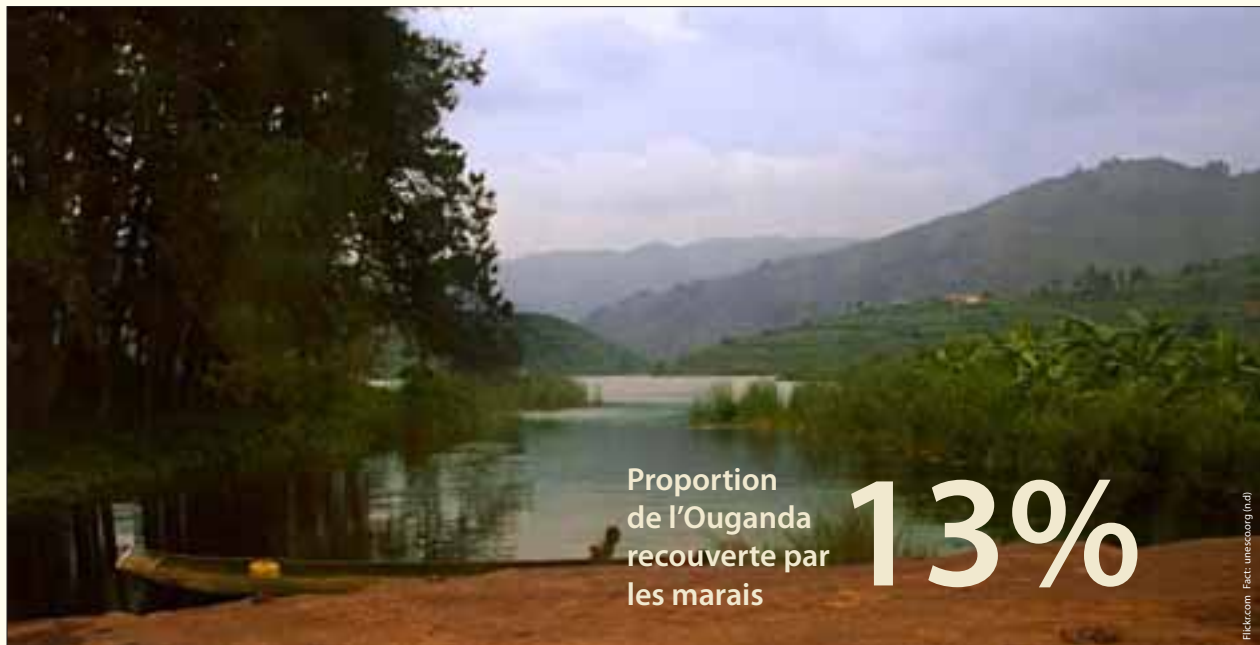 Proportion
de l’Ouganda
recouverte par
les marais
13%
Flickr.com Fact: unesco.org (n.d)